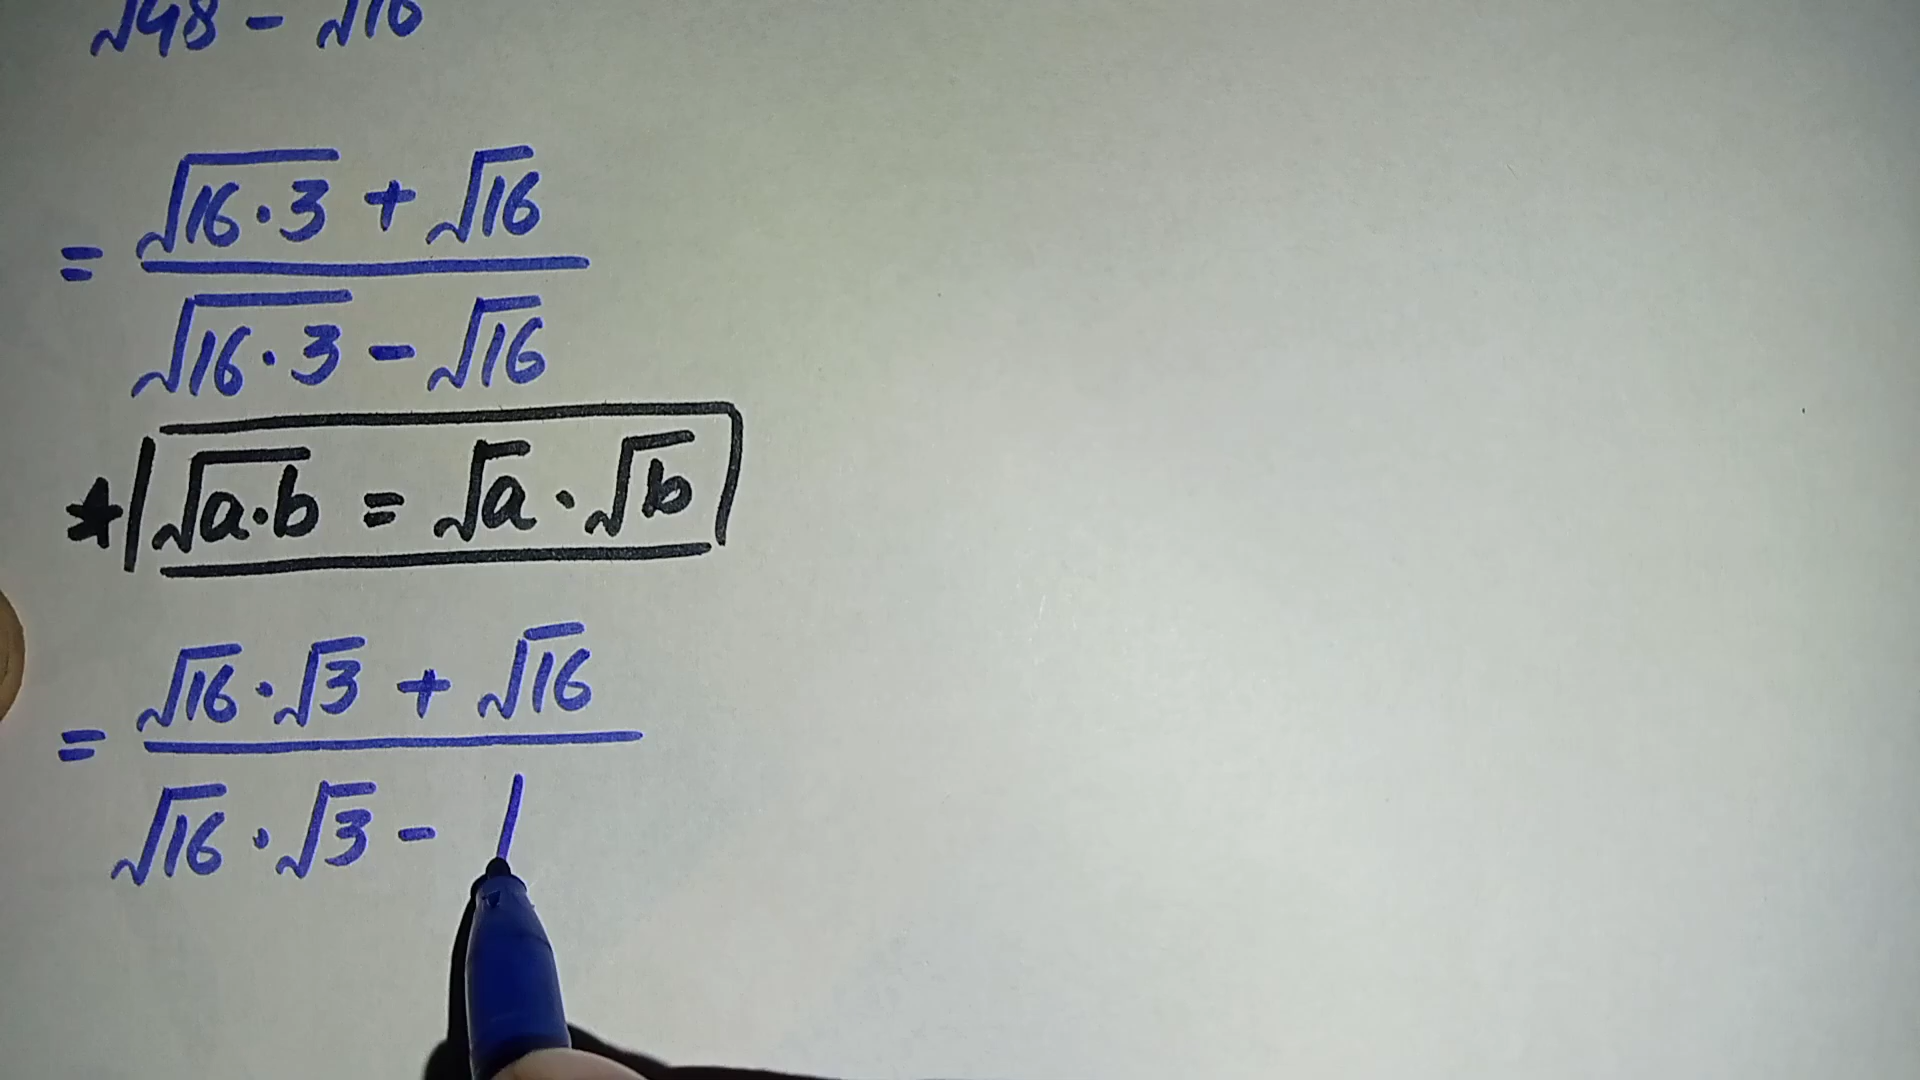 √48 - √16
= √16·3 + √16
√16·3 - √16
* √a·b = √a · √b
= √16 · √3 + √16
√16 · √3 -